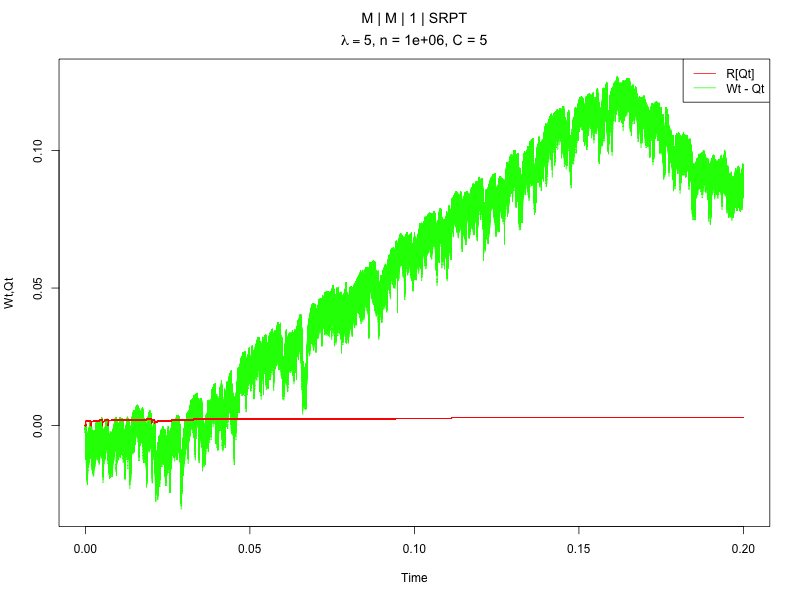 M | M | 1 | SRPT
λ = 5, n = 1e+06, C = 5
R[Qt]
Wt - Qt
Wt,Qt
0.10
0.05
0.00
0.00 0.05 0.10 0.15 0.20
Time